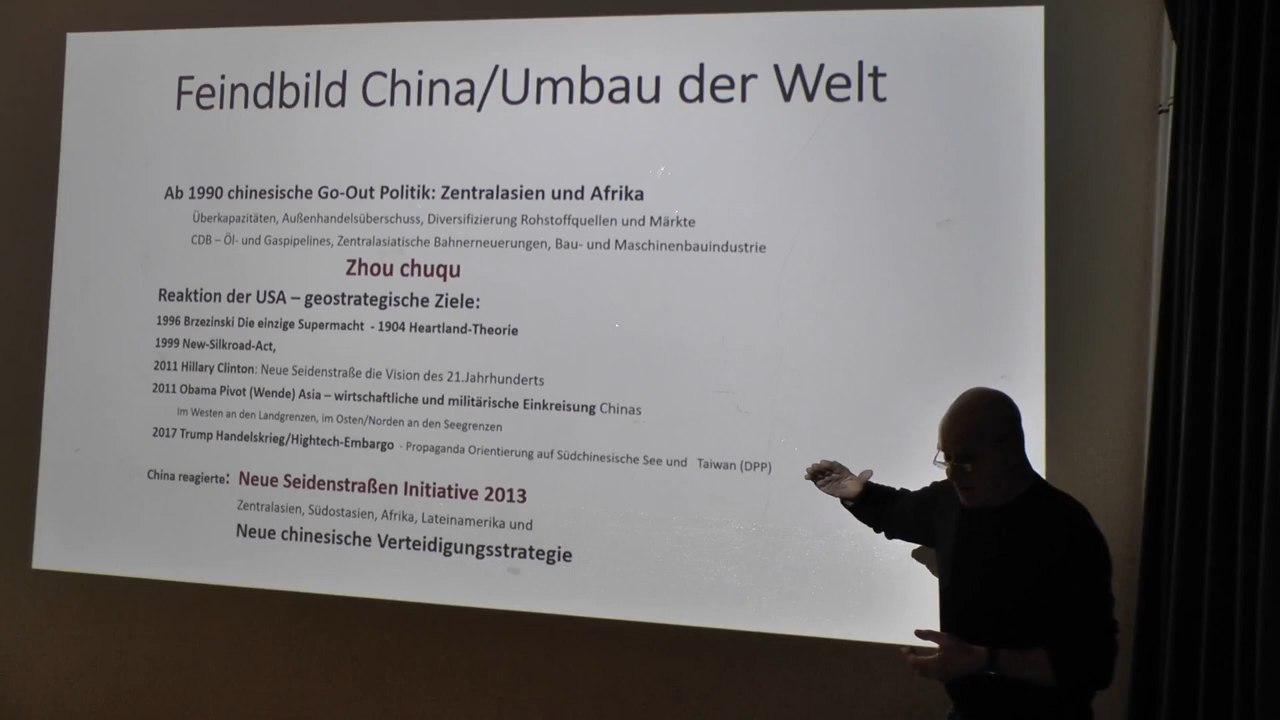 Feindbild China/Umbau der Welt
Ab 1990 chinesische Go-Out Politik: Zentralasien und Afrika
Überkapazitäten, Außenhandelsüberschuss, Diversifizierung Rohstoffquellen und Märkte
CDB – Öl- und Gaspipelines, Zentralasiatische Bahnerneuerungen, Bau- und Maschinenbauindustrie
Zhou chuqu
Reaktion der USA – geostrategische Ziele:
1996 Brzezinski Die einzige Supermacht - 1904 Heartland-Theorie
1999 New-Silkroad-Act,
2011 Hillary Clinton: Neue Seidenstraße die Vision des 21.Jahrhunderts
2011 Obama Pivot (Wende) Asia – wirtschaftliche und militärische Einkreisung Chinas
Im Westen an den Landgrenzen, im Osten/Norden an den Seegrenzen
2017 Trump Handelskrieg/Hightech-Embargo - Propaganda Orientierung auf Südchinesische See und Taiwan (DPP)
China reagierte: Neue Seidenstraßen Initiative 2013
Zentralasien, Südostasien, Afrika, Lateinamerika und
Neue chinesische Verteidigungsstrategie